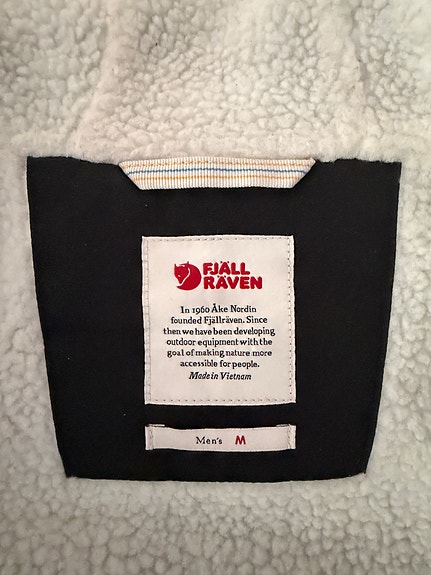 FJÄLL
RÄVEN
In 1960 Åke Nordin
founded Fjällräven. Since
then we have been developing
outdoor equipment with the
goal of making nature more
accessible for people.
Made in Vietnam
Men's M